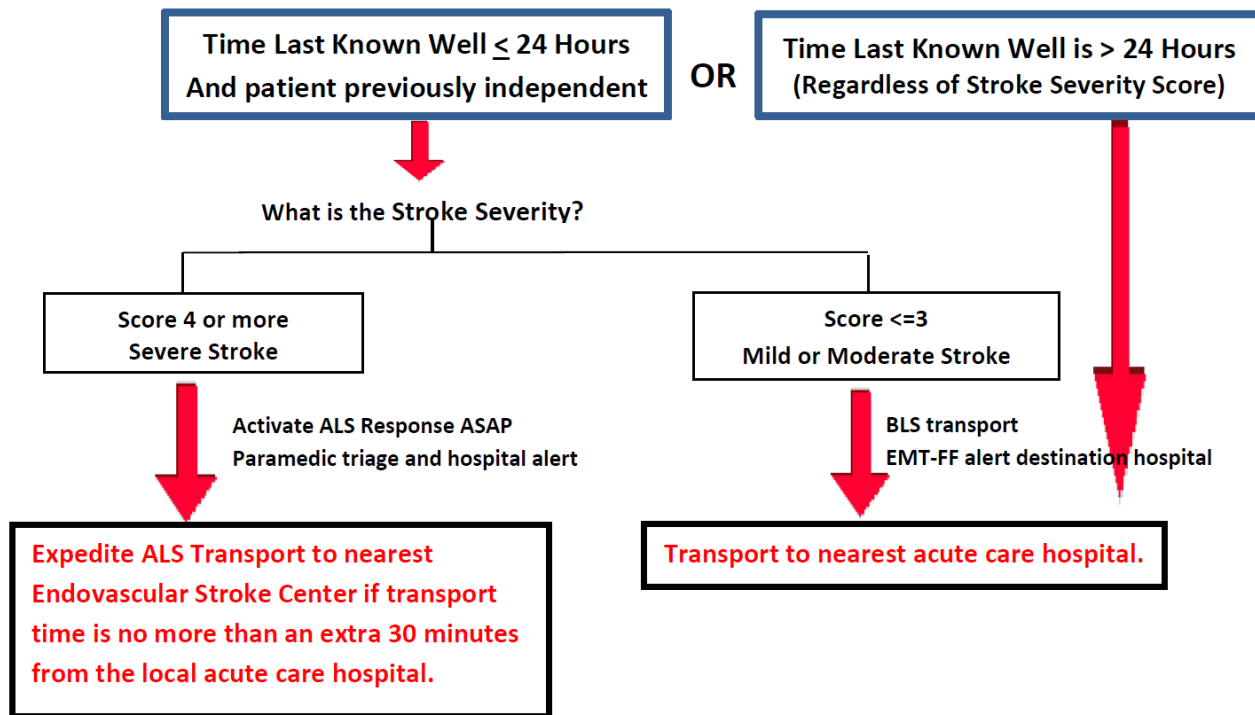 Time Last Known Well < 24 Hours
And patient previously independent
OR
Time Last Known Well is > 24 Hours
(Regardless of Stroke Severity Score)
What is the Stroke Severity?
Score 4 or more
Severe Stroke
Score <=3
Mild or Moderate Stroke
Activate ALS Response ASAP
Paramedic triage and hospital alert
BLS transport
EMT-FF alert destination hospital
Expedite ALS Transport to nearest
Endovascular Stroke Center if transport
time is no more than an extra 30 minutes
from the local acute care hospital.
Transport to nearest acute care hospital.